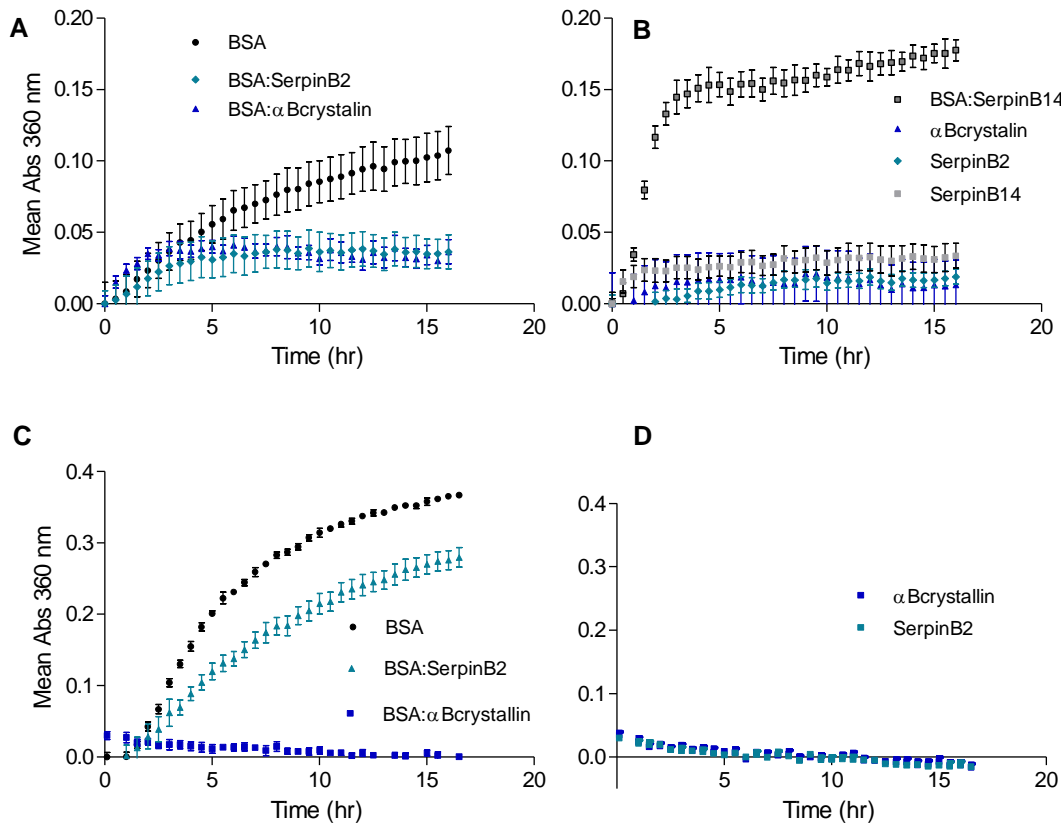 A
0.20
0.15
0.10
0.05
0.00
Mean Abs 360 nm
BSA
BSA:SerpinB2
BSA:αBcrystalin
0 5 10 15 20
Time (hr)
B
0.20
0.15
0.10
0.05
0.00
BSA:SerpinB14
αBcrystalin
SerpinB2
SerpinB14
0 5 10 15 20
Time (hr)
C
0.4
0.3
0.2
0.1
0.0
Mean Abs 360 nm
BSA
BSA:SerpinB2
BSA:αBcrystallin
0 5 10 15 20
Time (hr)
D
0.4
0.3
0.2
0.1
0.0
αBcrystallin
SerpinB2
5 10 15 20
Time (hr)